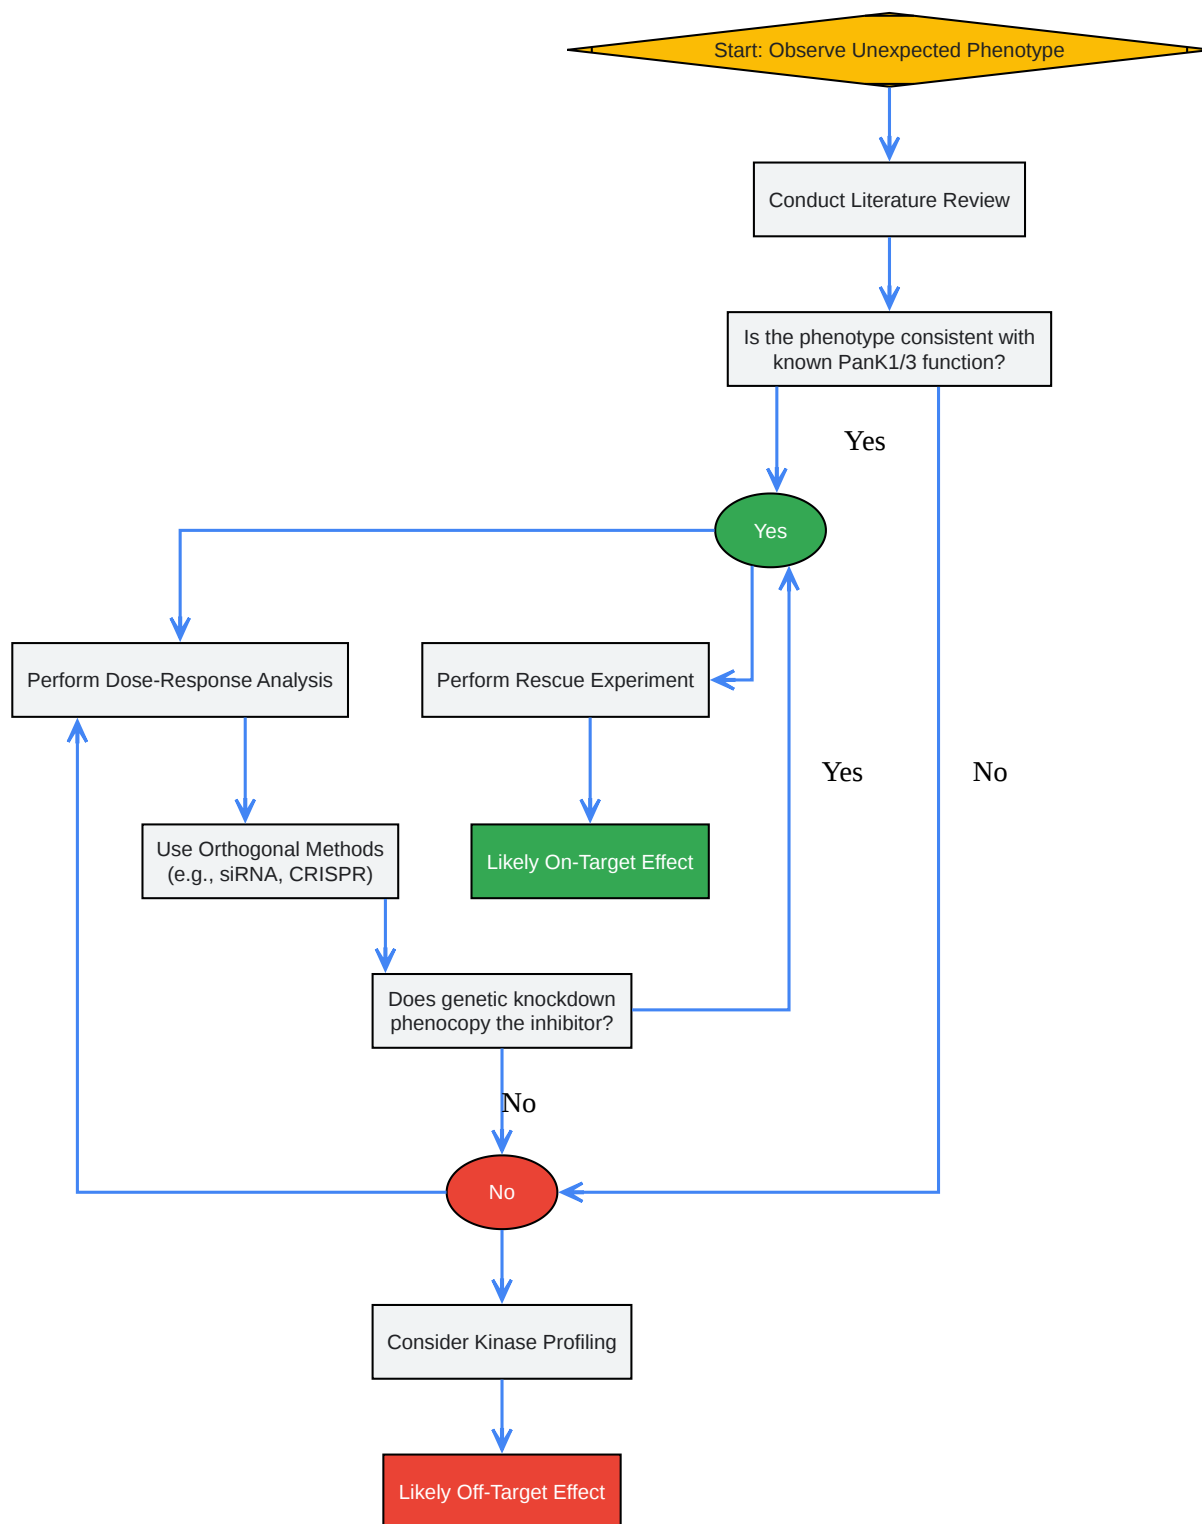 Start: Observe Unexpected Phenotype
Conduct Literature Review
Is the phenotype consistent with
known PanK1/3 function?
Yes
Yes
Perform Dose-Response Analysis
Perform Rescue Experiment
Yes
No
Use Orthogonal Methods
(e.g., siRNA, CRISPR)
Likely On-Target Effect
Does genetic knockdown
phenocopy the inhibitor?
No
No
Consider Kinase Profiling
Likely Off-Target Effect